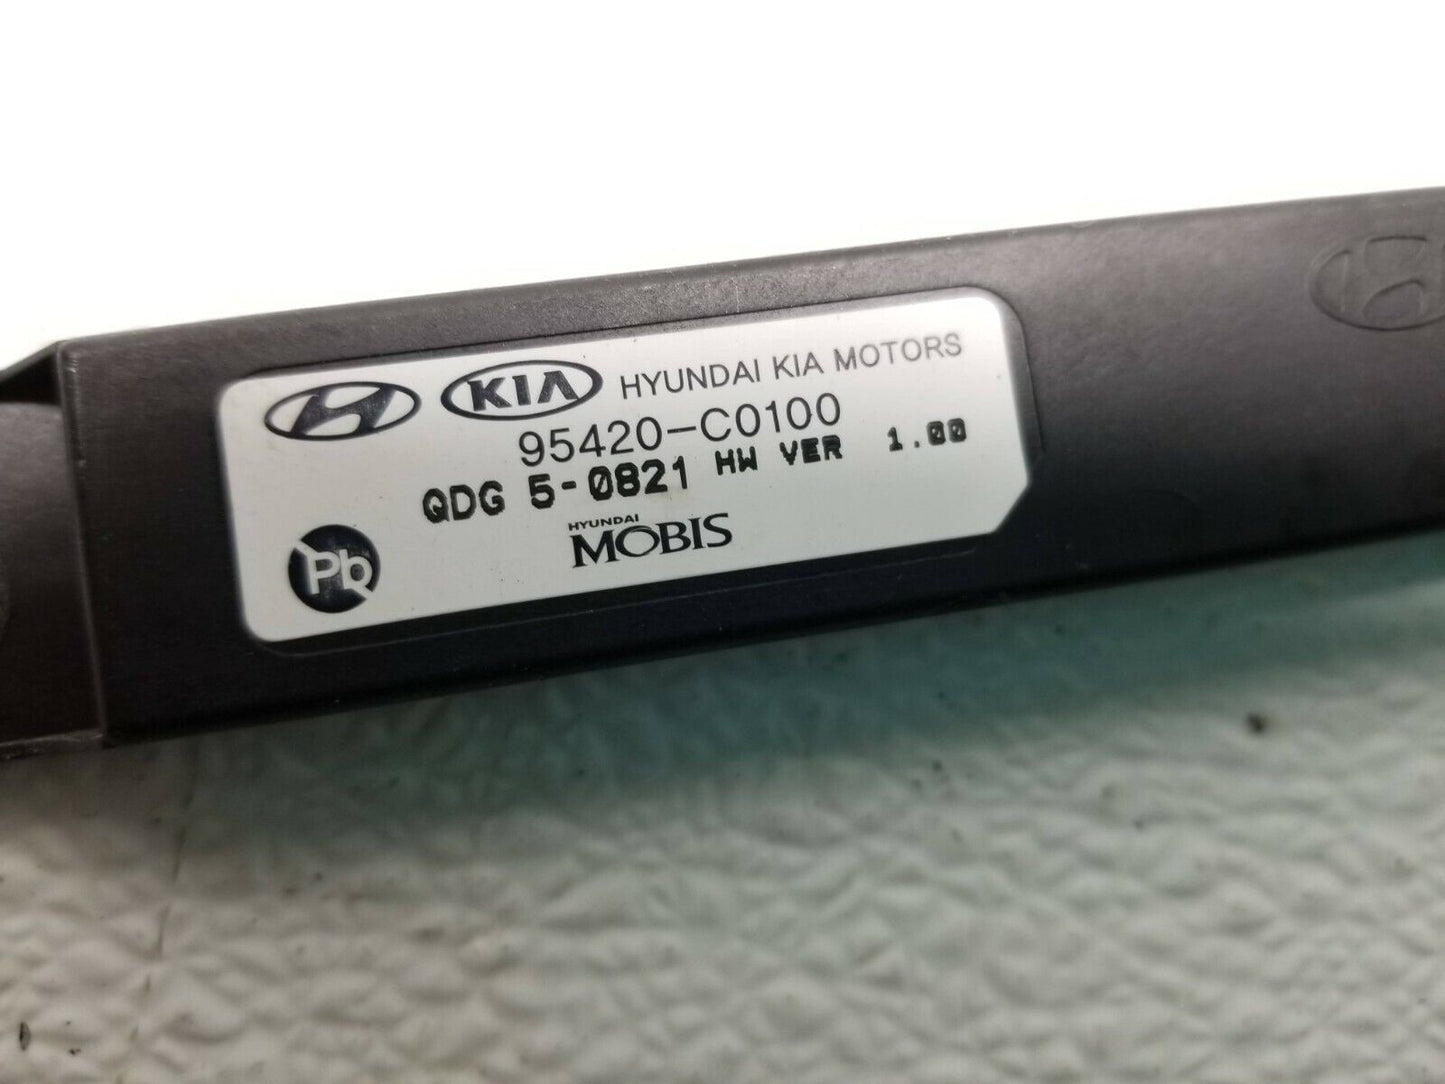 KIA HYUNDAI KIA MOTORS
95420-C0100
QDG 5-0821 HW VER 1.00
Pb
HYUNDAI
MOBIS